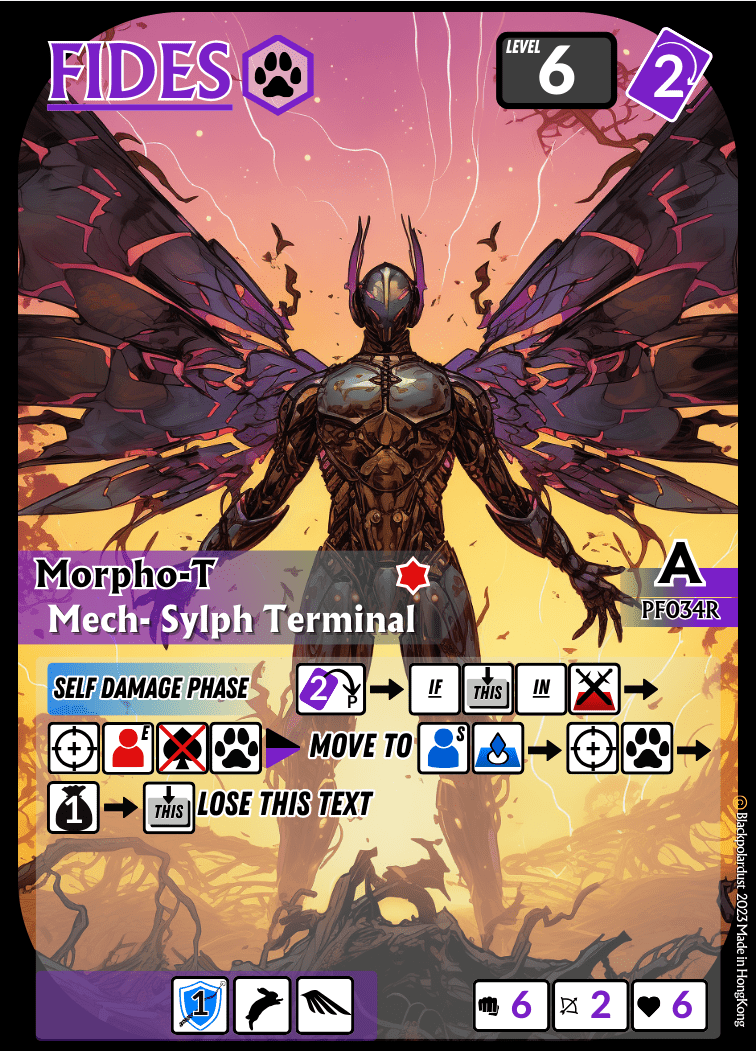 FIDES
LEVEL
6
2
Morpho-T
Mech- Sylph Terminal
A
PF034R
SELF DAMAGE PHASE 2 P IF THIS IN
E MOVE TO S
1 THIS LOSE THIS TEXT
© Blackpolardust 2023 Made in HongKong
1
6 2 6